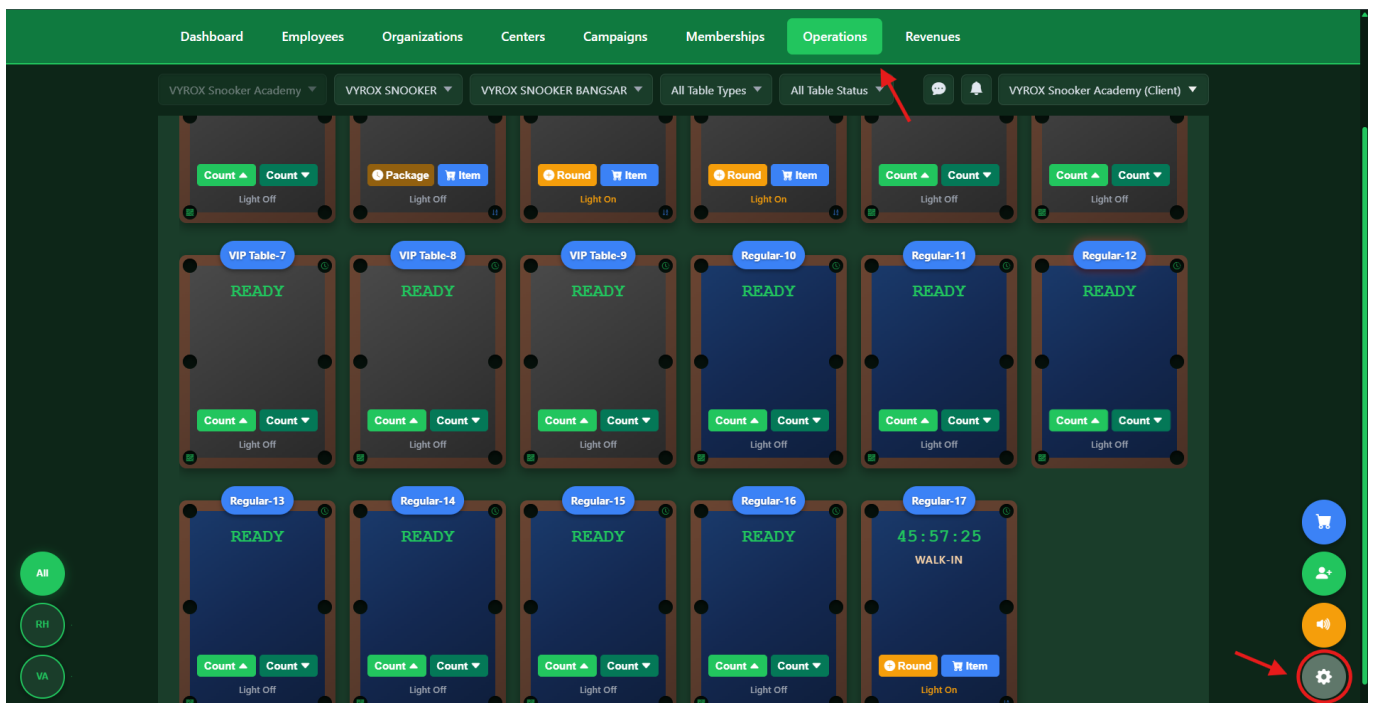 Dashboard Employees Organizations Centers Campaigns Memberships Operations Revenues
VYROX Snooker Academy VYROX SNOOKER VYROX SNOOKER BANGSAR All Table Types All Table Status VYROX Snooker Academy (Client)
Count Count Package Item Round Item Round Item Count Count Count Count
Light Off Light Off Light On Light On Light Off Light Off
VIP Table-7 VIP Table-8 VIP Table-9 Regular-10 Regular-11 Regular-12
READY READY READY READY READY READY
Count Count Count Count Count Count Count Count Count Count Count Count
Light Off Light Off Light Off Light Off Light Off Light Off
Regular-13 Regular-14 Regular-15 Regular-16 Regular-17
READY READY READY READY 45:57:25
WALK-IN
All
RH
Count Count Count Count Count Count Count Count Round Item
VA
Light Off Light Off Light Off Light Off Light On